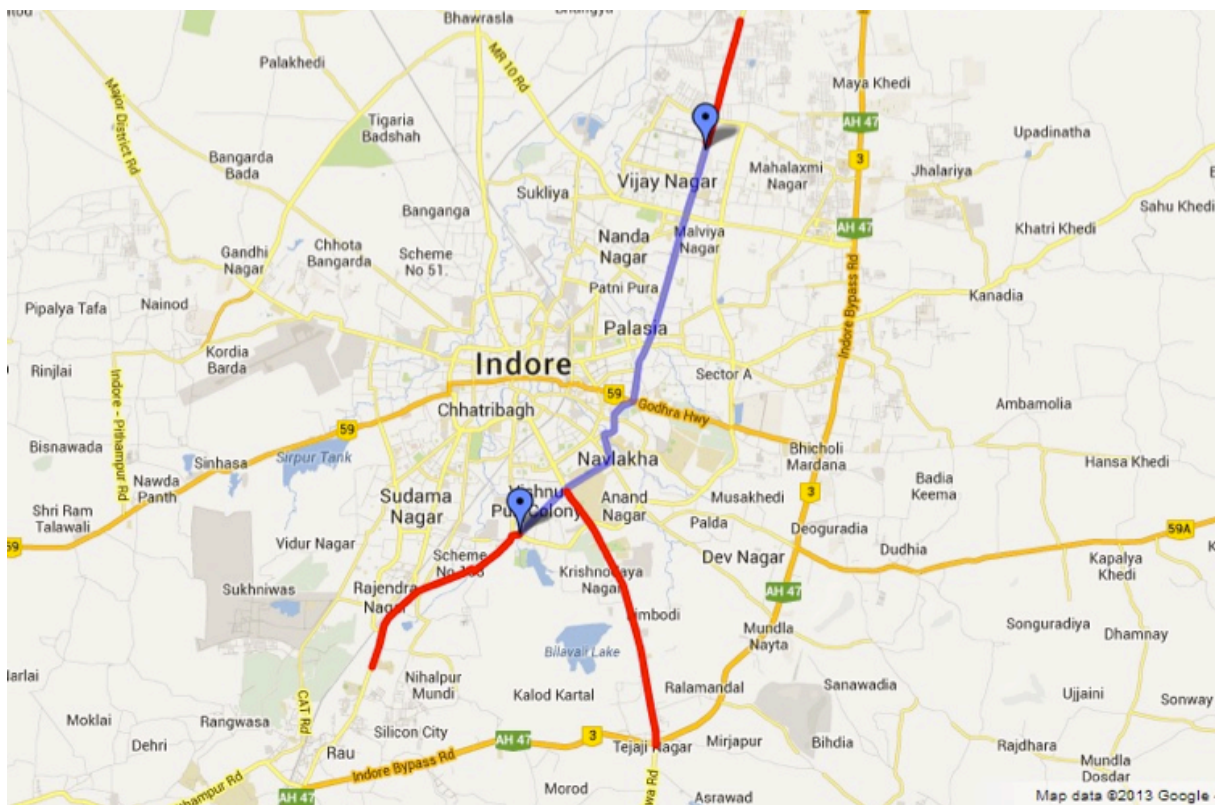 Bhawrasla
Palakhedi
MR 10 Rd
Maya Khedi
Major District Rd
Tigaria
Badshah
AH 47
Upadinatha
Bangarda
Bada
3
Vijay Nagar
Mahalaxmi
Nagar
Jhalariya
Sukliya
Banganga
Sahu Khedi
Nanda
Nagar
Malviya
Nagar
AH 47
Khatri Khedi
Gandhi
Nagar
Chhota
Bangarda
Scheme
No 51.
Indore Bypass Rd
Patni Pura
Kanadia
Pipalya Tafa
Nainod
Palasia
Kordia
Barda
Indore
Rinjlai
Sector A
Indore - Pithampur Rd
59
Godhra Hwy
Ambamolia
Chhatribagh
59
Bisnawada
Sinhasa
Sirpur Tank
Navlakha
Bhicholi
Mardana
Hansa Khedi
Nawda
Panth
Badia
Keema
Shri Ram
Talawali
Sudama
Nagar
Anand
Nagar
Musakhedi
3
Palda
Deoguradia
59A
59
Vidur Nagar
Dudhia
Scheme
Dev Nagar
Kapalya
Khedi
Sukhniwas
Rajendra
Krishnodaya
Nagar
AH 47
Mundla
Nayta
Songuradiya
Dhamnay
Bilavali Lake
Nihalpur
Mundi
Kalod Kartal
Ralamandal
Sanawadia
Ujjaini
Sonway
CAT Rd
Moklai
Rangwasa
Silicon City
Dehri
Rau
AH 47
3
Tejaji Nagar
Mirjapur
Bihdia
Rajdhara
Indore Bypass Rd
Mundla
Dosdar
Morod
AH 47
Asrawad
Map data ©2013 Google